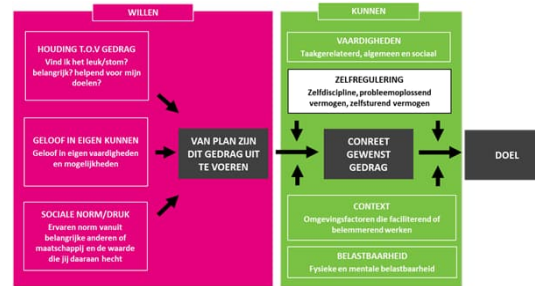 WILLEN
HOUDING T.O.V GEDRAG
Vind ik het leuk/stom?
belangrijk? helpend voor mijn
doelen?
GELOOF IN EIGEN KUNNEN
Geloof in eigen vaardigheden
en mogelijkheden
SOCIALE NORM/DRUK
Ervaren norm vanuit
belangrijke anderen of
maatschappij en de waarde
die jij daaraan hecht
VAN PLAN ZIJN
DIT GEDRAG UIT
TE VOEREN
KUNNEN
VAARDIGHEDEN
Taakgerelateerd, algemeen en sociaal
ZELFREGULERING
Zelfdiscipline, probleemoplossend
vermogen, zelfsturend vermogen
CONREET
GEWENST
GEDRAG
CONTEXT
Omgevingsfactoren die faciliterend of
belemmerend werken
BELASTBAARHEID
Fysieke en mentale belastbaarheid
DOEL